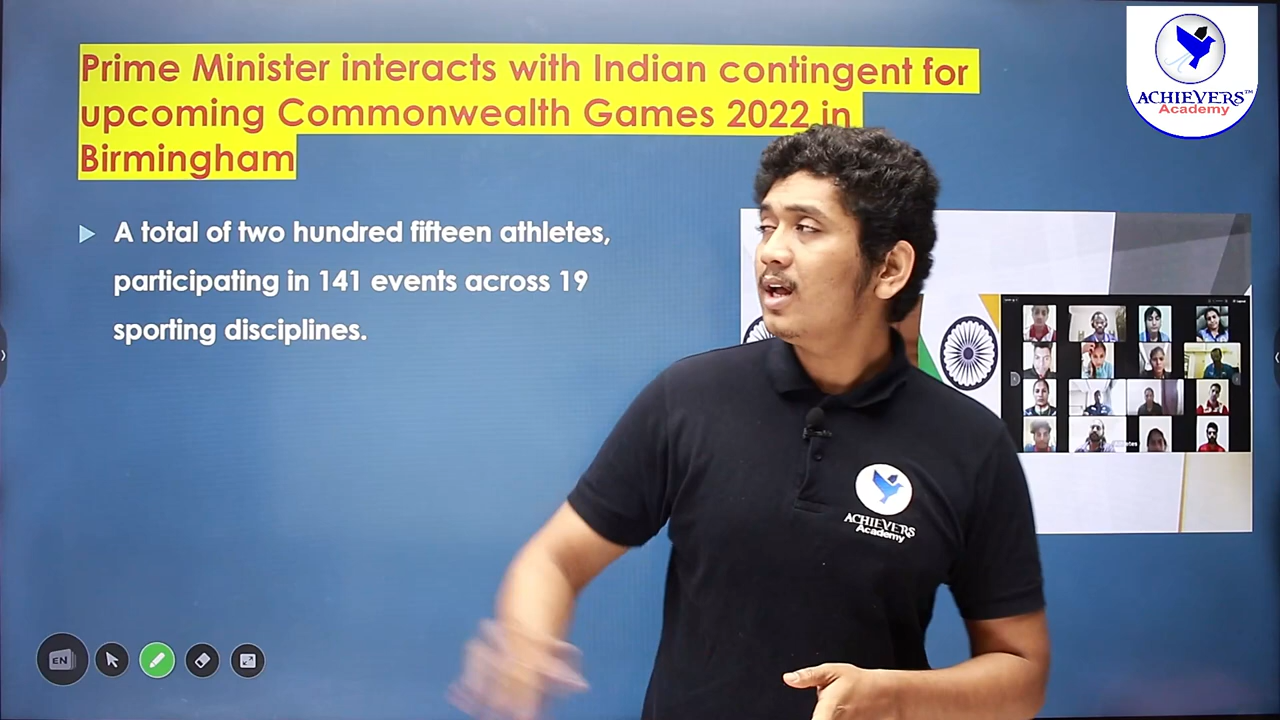 Prime Minister interacts with Indian contingent for
upcoming Commonwealth Games 2022 in
Birmingham
A total of two hundred fifteen athletes,
participating in 141 events across 19
sporting disciplines.
ACHIEVERS™
Academy
ACHIEVERS
Academy
EN